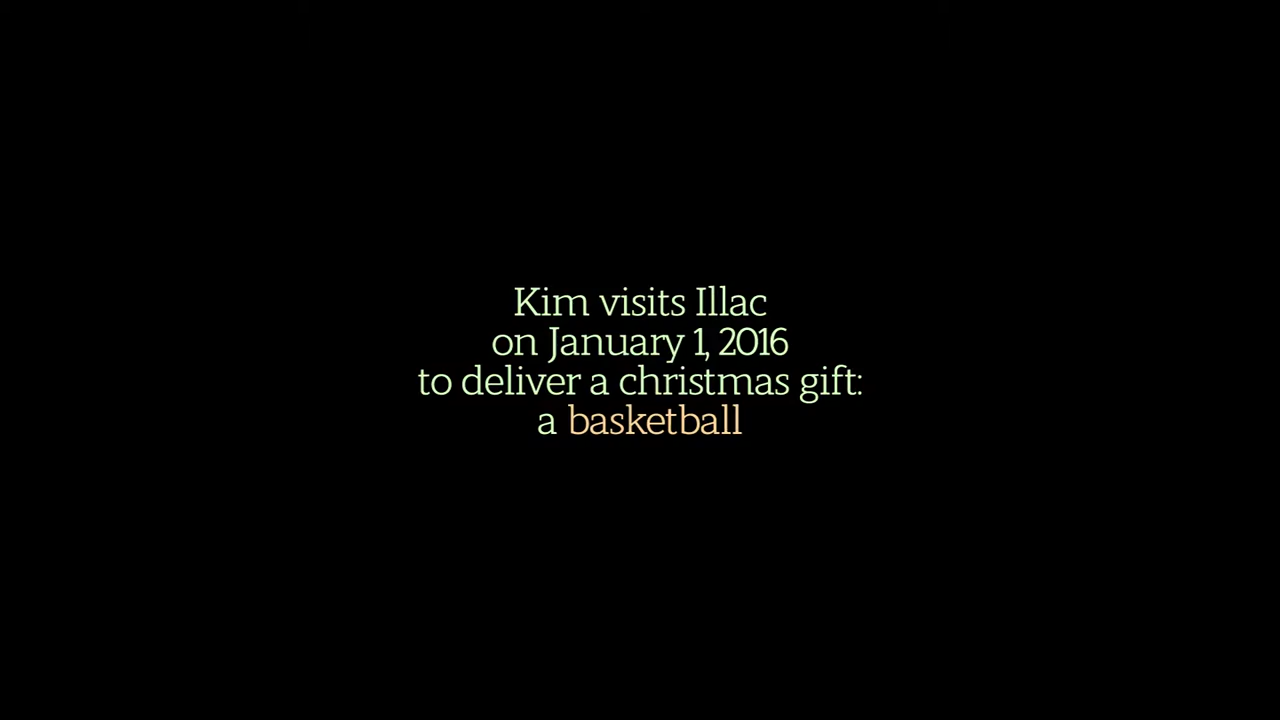 Kim visits Illac
on January 1, 2016
to deliver a christmas gift:
a basketball